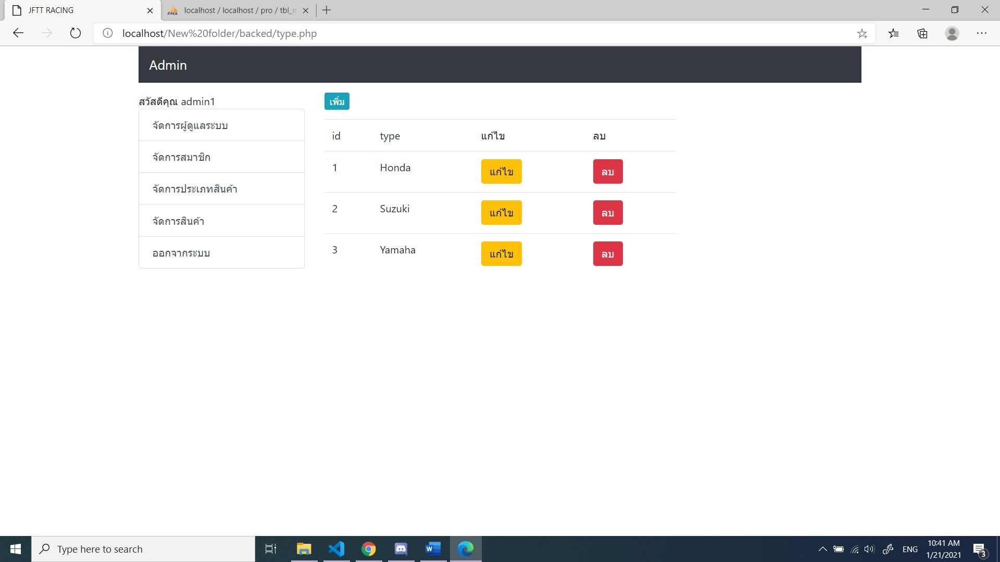 JFTT RACING
localhost / localhost / pro / tbl_m
PMA
localhost/New%20folder/backed/type.php
Admin
สวัสดีคุณ admin1
จัดการผู้ดูแลระบบ
จัดการสมาชิก
จัดการประเภทสินค้า
จัดการสินค้า
ออกจากระบบ
เพิ่ม
id type แก้ไข ลบ
1 Honda แก้ไข ลบ
2 Suzuki แก้ไข ลบ
3 Yamaha แก้ไข ลบ
Type here to search
W
ENG
10:41 AM
1/21/2021
3